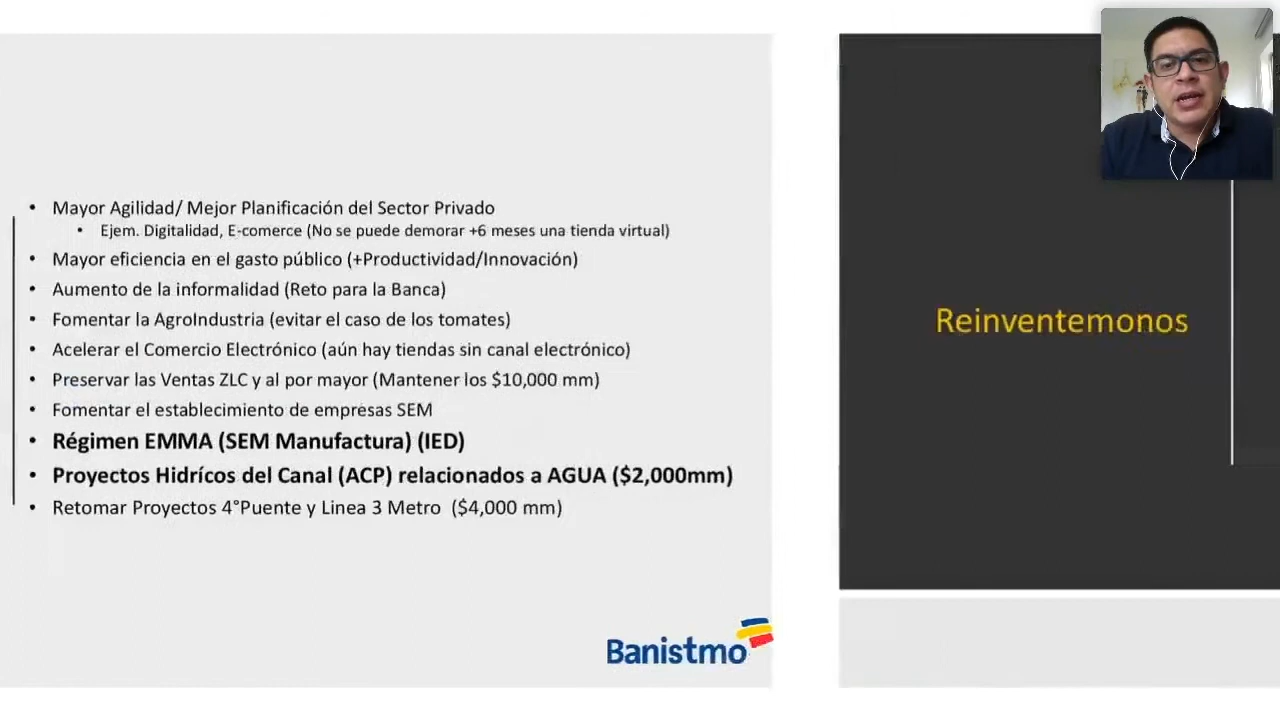 • Mayor Agilidad/ Mejor Planificación del Sector Privado
• Ejem. Digitalidad, E-comerce (No se puede demorar +6 meses una tienda virtual)
• Mayor eficiencia en el gasto público (+Productividad/Innovación)
• Aumento de la informalidad (Reto para la Banca)
• Fomentar la AgroIndustria (evitar el caso de los tomates)
• Acelerar el Comercio Electrónico (aún hay tiendas sin canal electrónico)
• Preservar las Ventas ZLC y al por mayor (Mantener los $10,000 mm)
• Fomentar el establecimiento de empresas SEM
• Régimen EMMA (SEM Manufactura) (IED)
• Proyectos Hidrícos del Canal (ACP) relacionados a AGUA ($2,000mm)
• Retomar Proyectos 4°Puente y Linea 3 Metro ($4,000 mm)
Banistmo
Reinventemonos